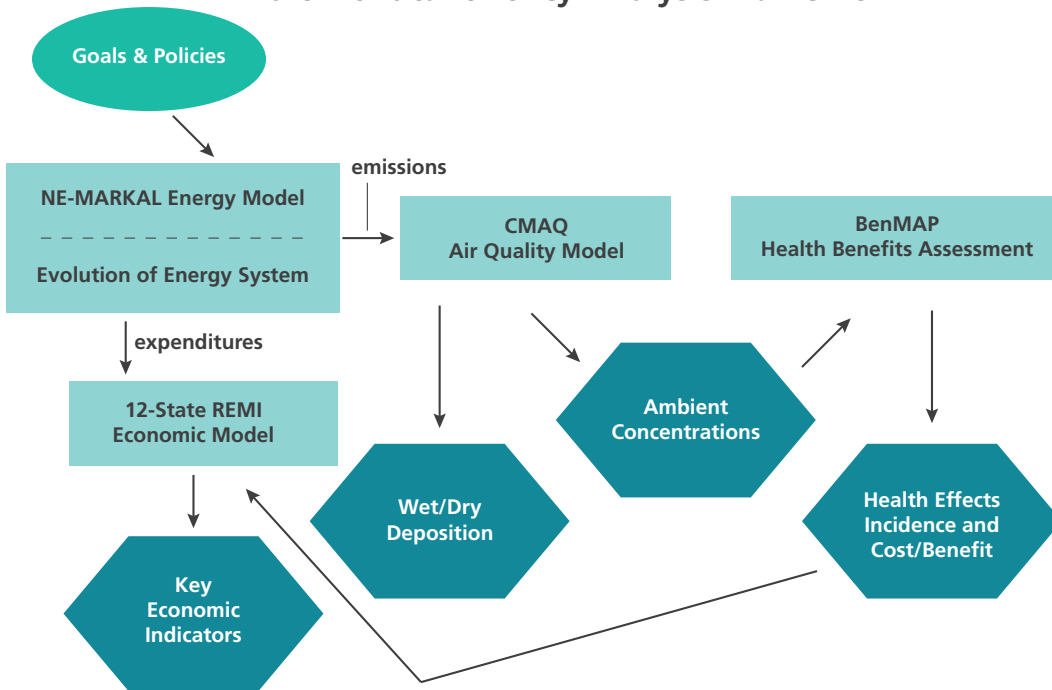 Goals & Policies
emissions
NE-MARKAL Energy Model
Evolution of Energy System
CMAQ
Air Quality Model
BenMAP
Health Benefits Assessment
expenditures
12-State REMI
Economic Model
Ambient
Concentrations
Wet/Dry
Deposition
Health Effects
Incidence and
Cost/Benefit
Key
Economic
Indicators